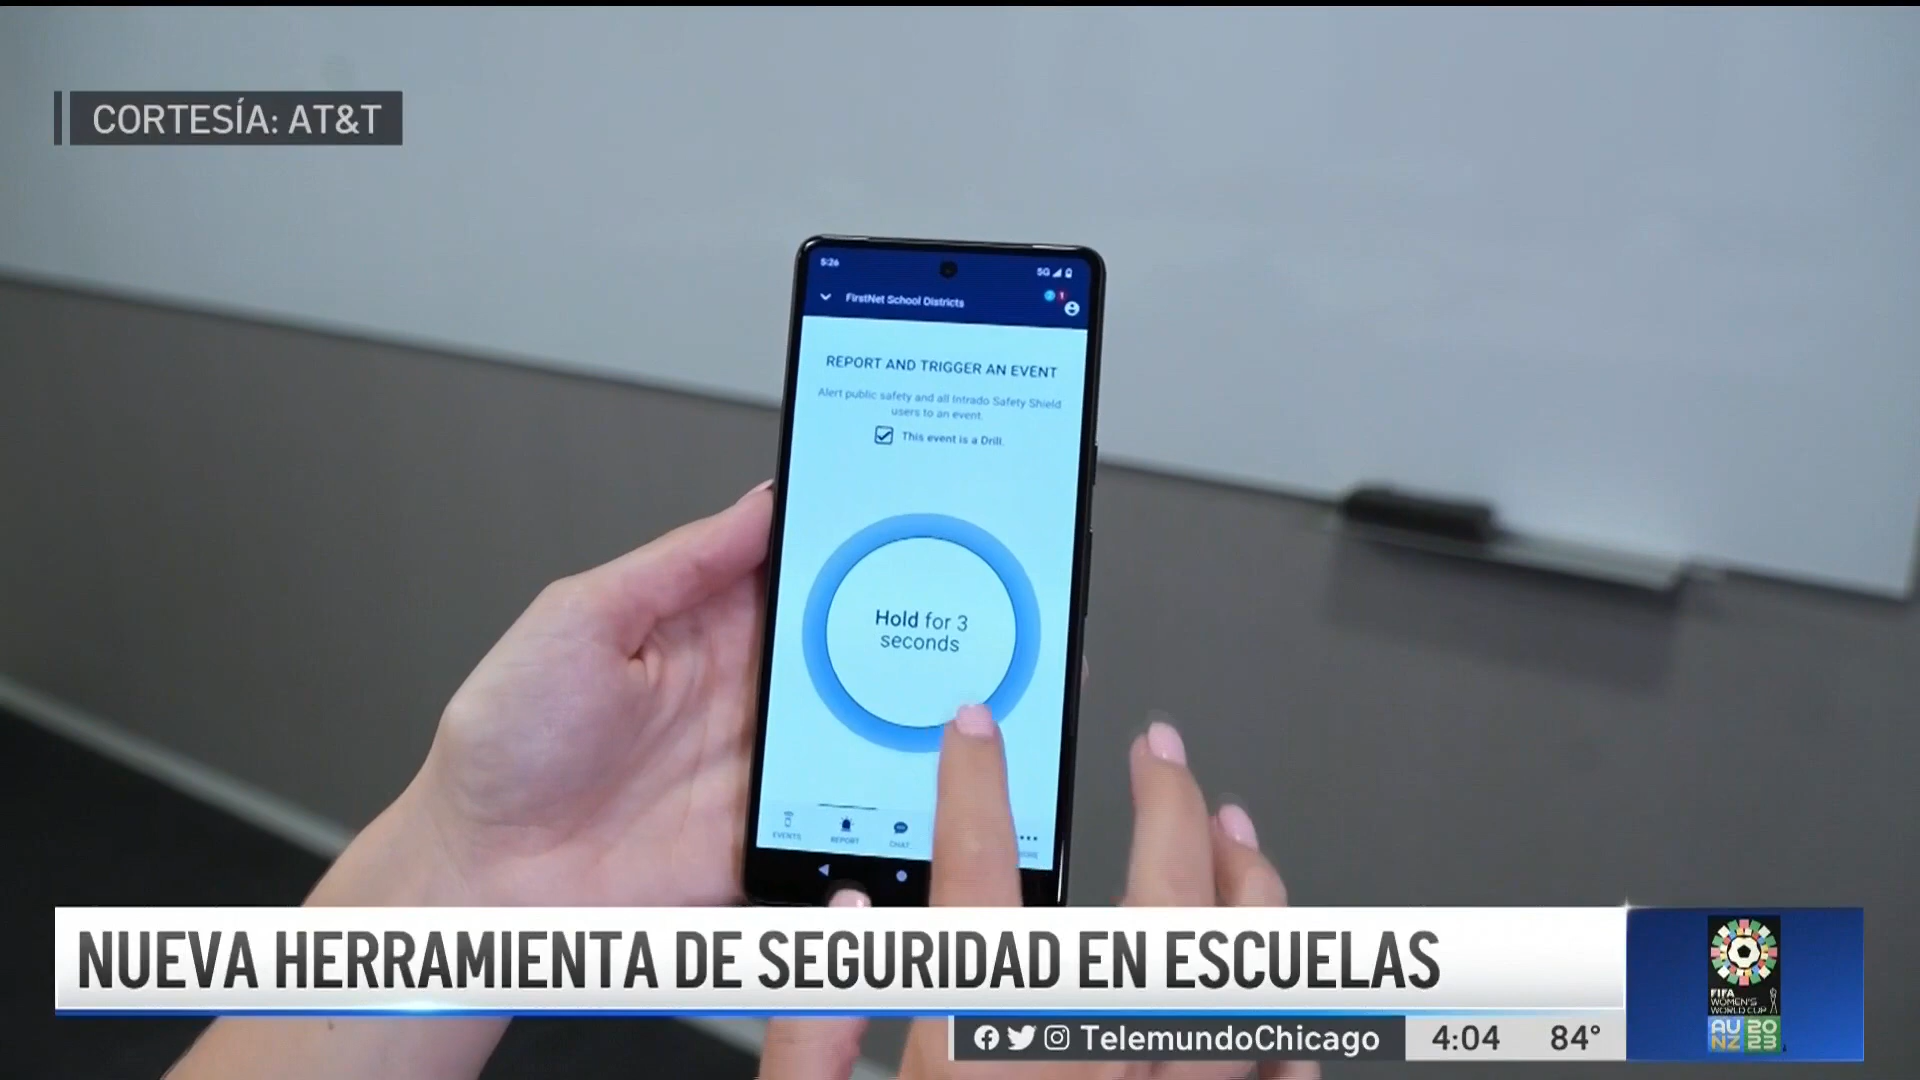 CORTESÍA: AT&T
5:26
5G
FirstNet School Districts
1
REPORT AND TRIGGER AN EVENT
Alert public safety and all Intrado Safety Shield
users to an event.
This event is a Drill.
Hold for 3
seconds
EVENTS REPORT CHAT
NUEVA HERRAMIENTA DE SEGURIDAD EN ESCUELAS
FIFA
WOMEN'S
WORLD CUP
AU 20
NZ 23
TelemundoChicago 4:04 84°